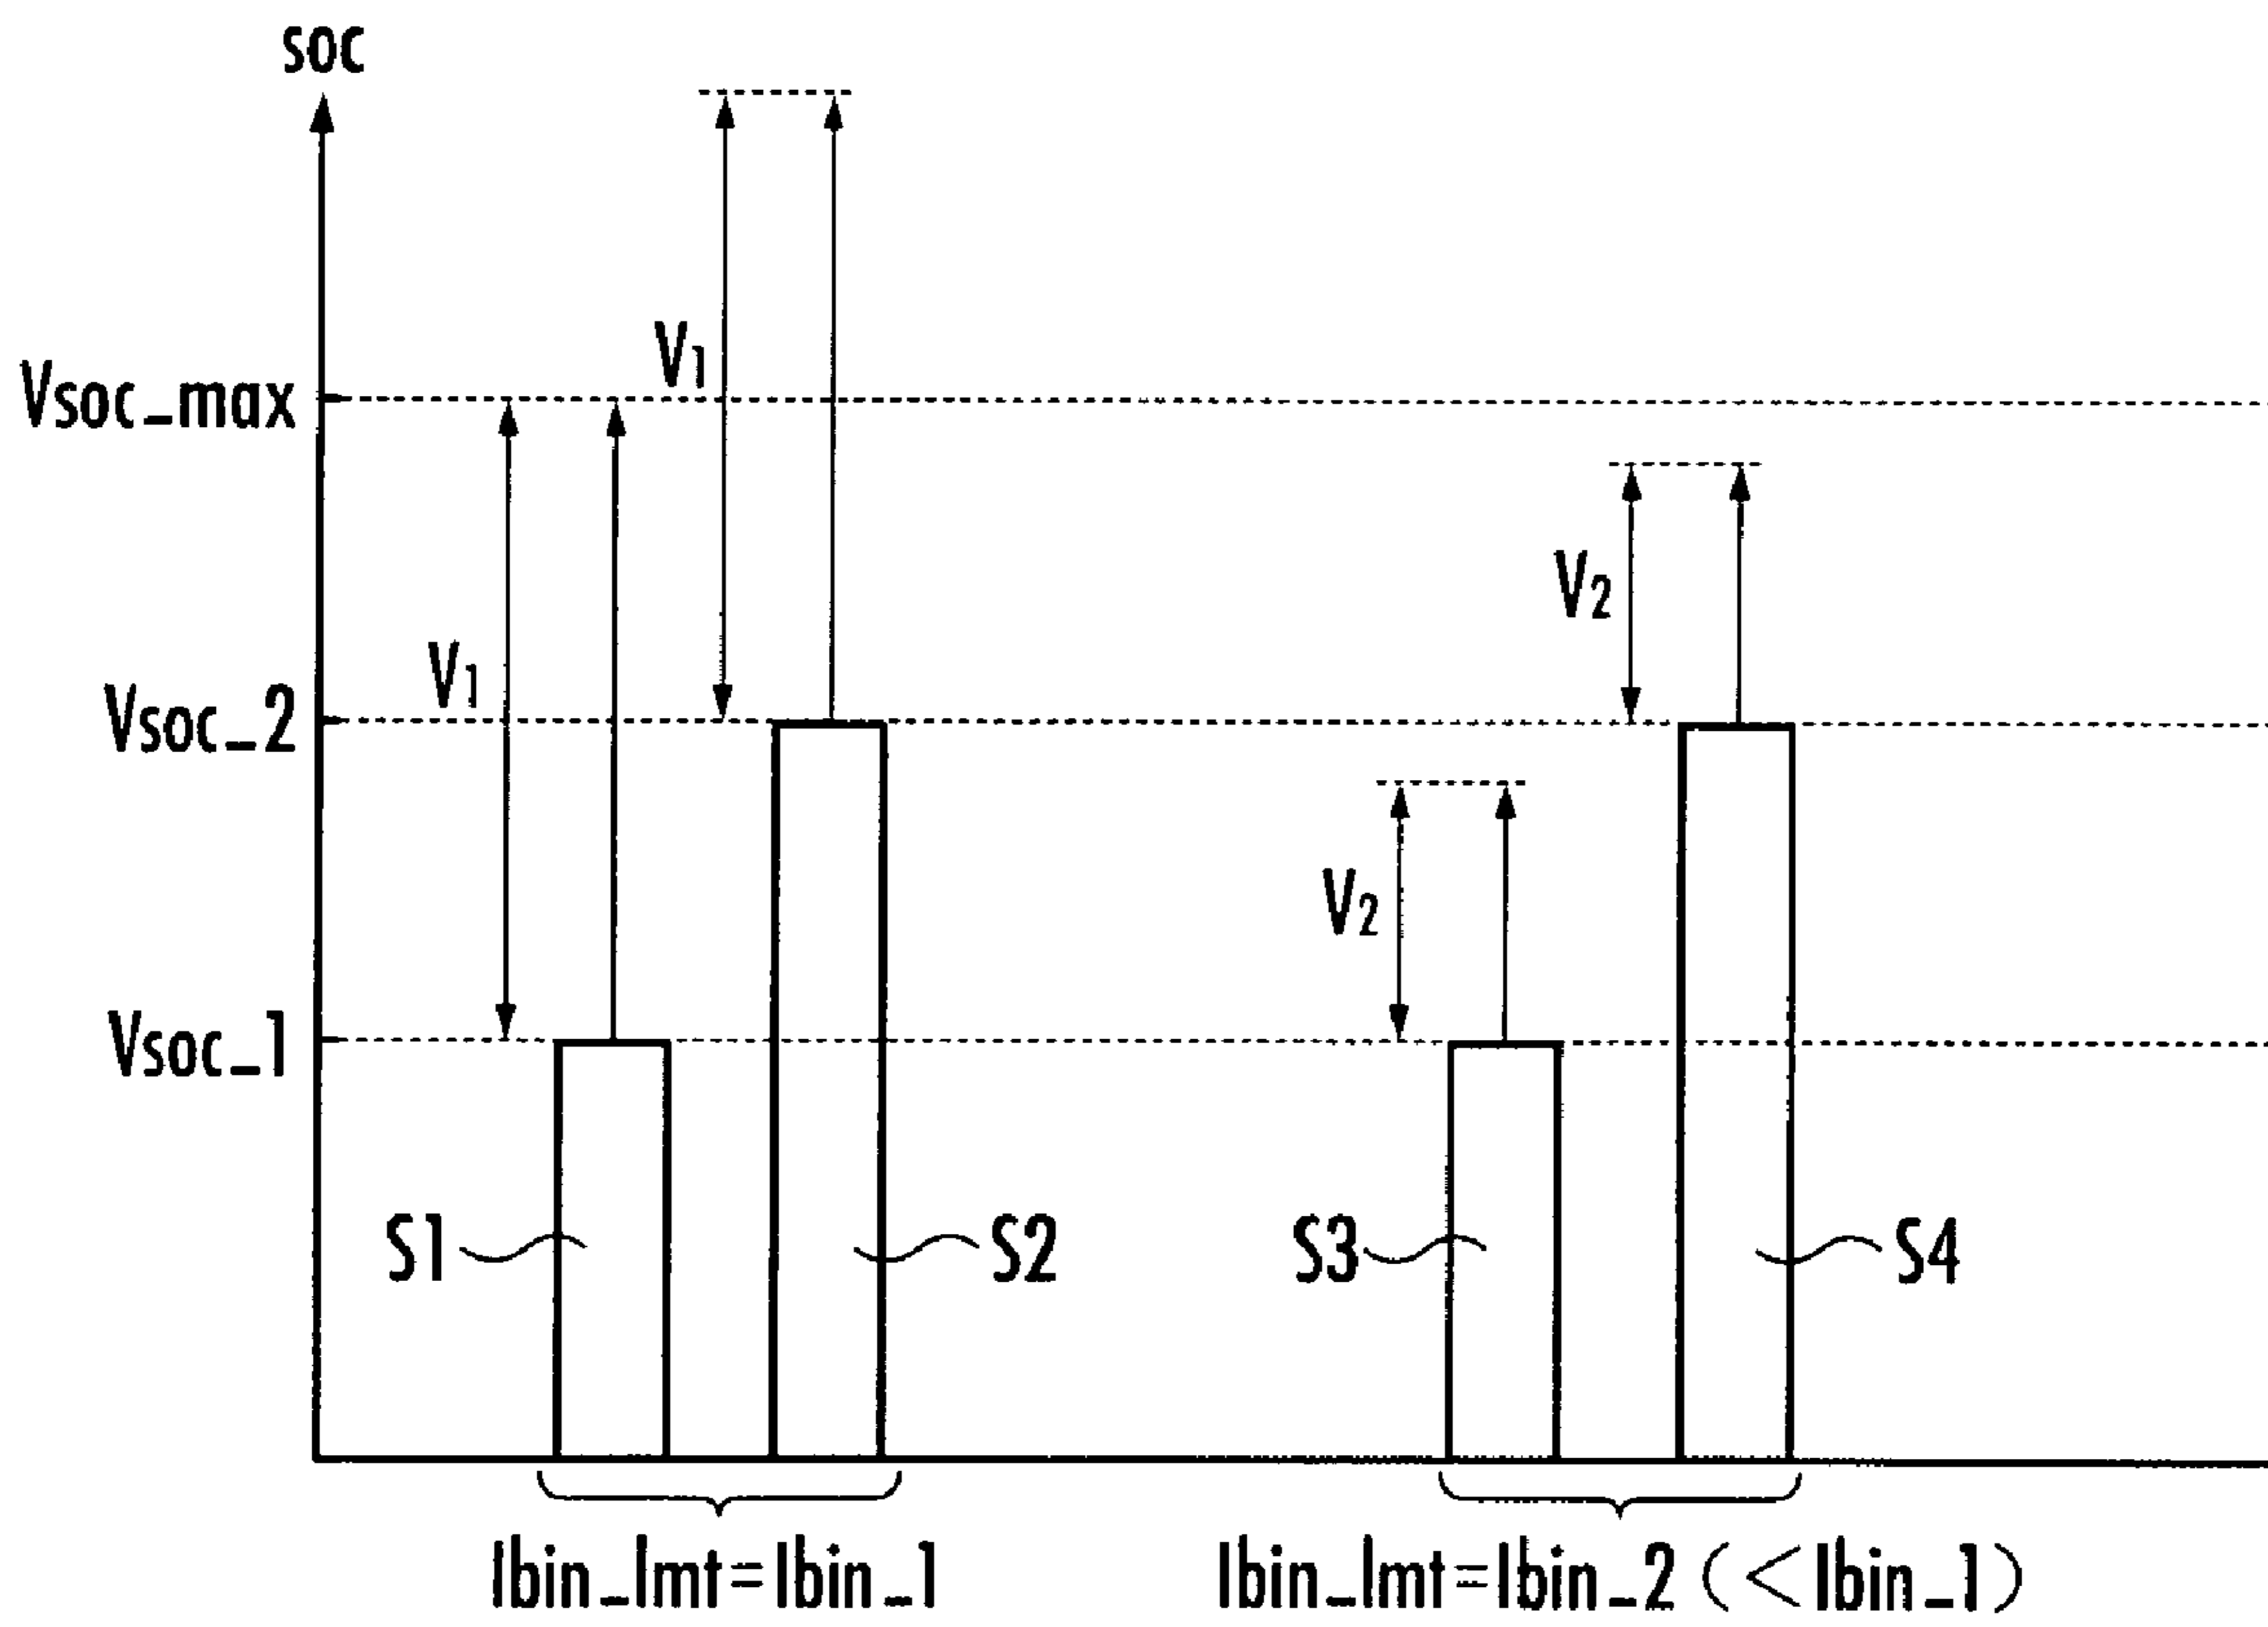 soc
V1
Vsoc_max
V2
V1
Vsoc_2
V2
Vsoc_1
S1
S2
S3
S4
Ibin_lmt=Ibin_1
Ibin_lmt=Ibin_2 (<Ibin_1)